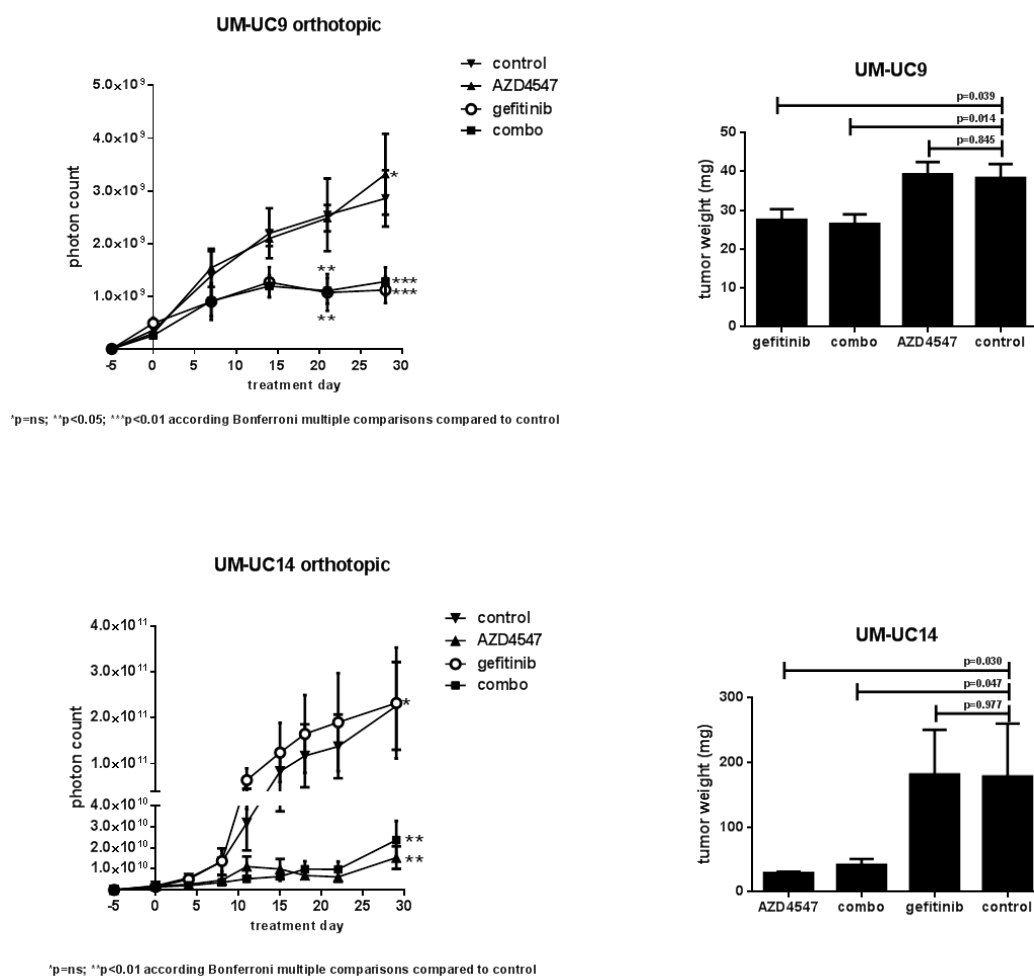 UM-UC9 orthotopic
control
AZD4547
gefitinib
combo
5.0×10⁹
4.0×10⁹
3.0×10⁹
2.0×10⁹
1.0×10⁹
photon count
* 
**
***
***
**
-5 0 5 10 15 20 25 30
treatment day
*p=ns; **p<0.05; ***p<0.01 according Bonferroni multiple comparisons compared to control
UM-UC9
p=0.039
p=0.014
p=0.845
50
40
30
20
10
0
tumor weight (mg)
gefitinib combo AZD4547 control
UM-UC14 orthotopic
control
AZD4547
gefitinib
combo
4.0×10¹¹
3.0×10¹¹
2.0×10¹¹
1.0×10¹¹
4.0×10¹⁰
3.0×10¹⁰
2.0×10¹⁰
1.0×10¹⁰
photon count
*
**
**
-5 0 5 10 15 20 25 30
treatment day
*p=ns; **p<0.01 according Bonferroni multiple comparisons compared to control
UM-UC14
p=0.030
p=0.047
p=0.977
300
200
100
0
tumor weight (mg)
AZD4547 combo gefitinib control